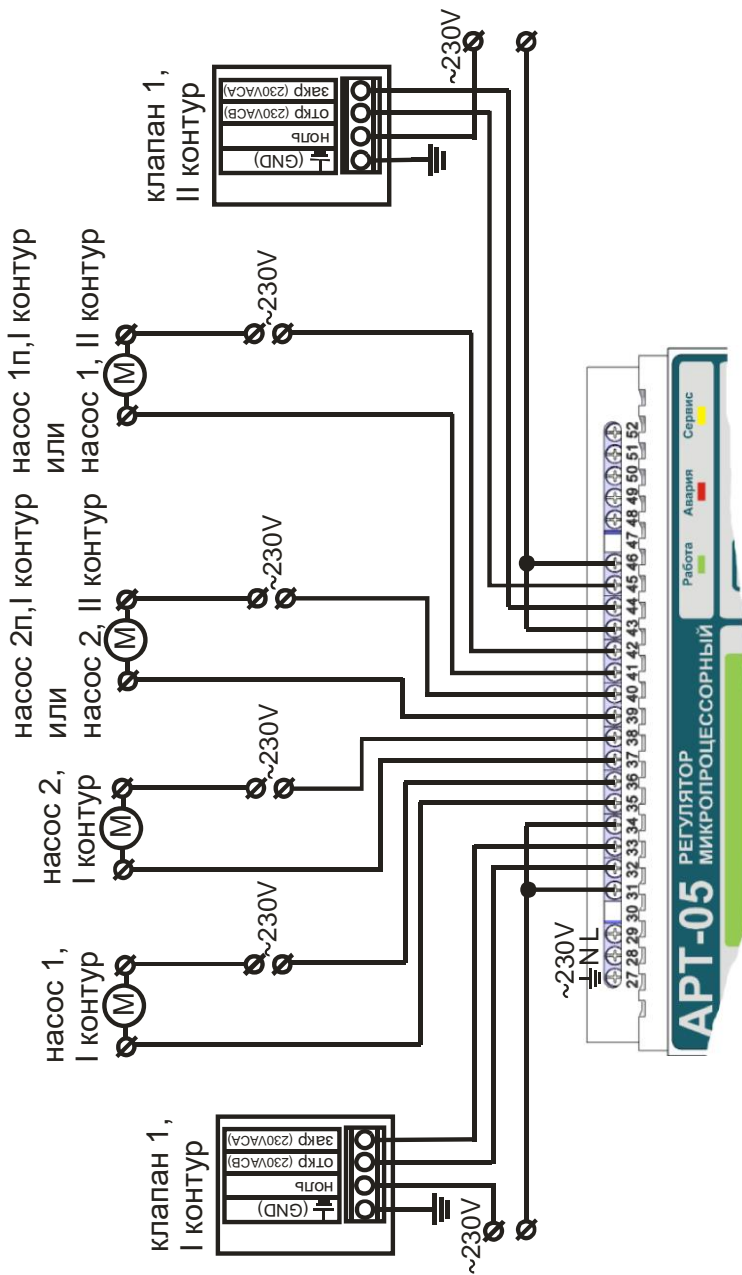 клапан 1,
I контур
(GND)
ноль
откр (230VACB)
закр (230VACA)
~230V
насос 1,
I контур
M
~230V
насос 2,
I контур
M
~230V
насос 2п,I контур
или
насос 2, II контур
M
~230V
насос 1п,I контур
или
насос 1, II контур
M
~230V
клапан 1,
II контур
(GND)
ноль
откр (230VACB)
закр (230VACA)
~230V
~230V
N L
27 28 29 30 31 32 33 34 35 36 37 38 39 40 41 42 43 44 45 46 47 48 49 50 51 52
АРТ-05 РЕГУЛЯТОР
МИКРОПРОЦЕССОРНЫЙ
Работа Авария Сервис